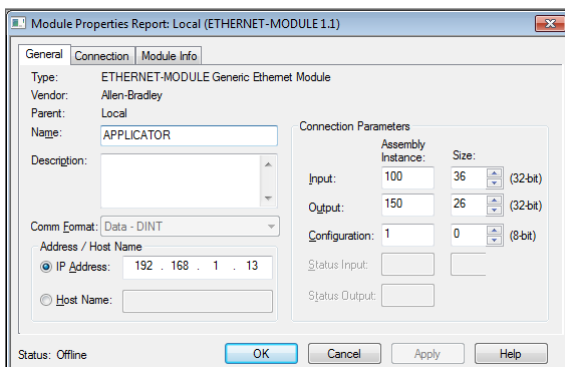 Module Properties Report: Local (ETHERNET-MODULE 1.1)
General Connection Module Info
Type: ETHERNET-MODULE Generic Ethernet Module
Vendor: Allen-Bradley
Parent: Local
Name: APPLICATOR
Description:
Comm Format: Data - DINT
Address / Host Name
IP Address: 192 . 168 . 1 . 13
Host Name:
Connection Parameters
Assembly Instance: Size:
Input: 100 36 (32-bit)
Output: 150 26 (32-bit)
Configuration: 1 0 (8-bit)
Status Input:
Status Output:
Status: Offline OK Cancel Apply Help